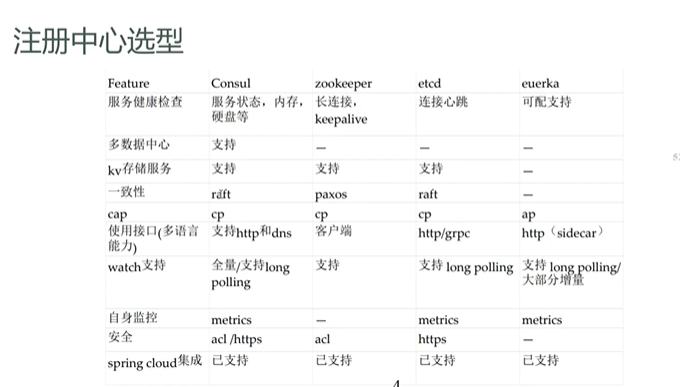 注册中心选型
Feature Consul zookeeper etcd euerka
服务健康检查 服务状态，内存，硬盘等 长连接，keepalive 连接心跳 可配支持
多数据中心 支持 — — —
kv存储服务 支持 支持 支持 —
一致性 raft paxos raft —
cap cp cp cp ap
使用接口(多语言能力) 支持http和dns 客户端 http/grpc http（sidecar）
watch支持 全量/支持long polling 支持 支持 long polling 支持 long polling/大部分增量
自身监控 metrics — metrics metrics
安全 acl /https acl https —
spring cloud集成 已支持 已支持 已支持 已支持